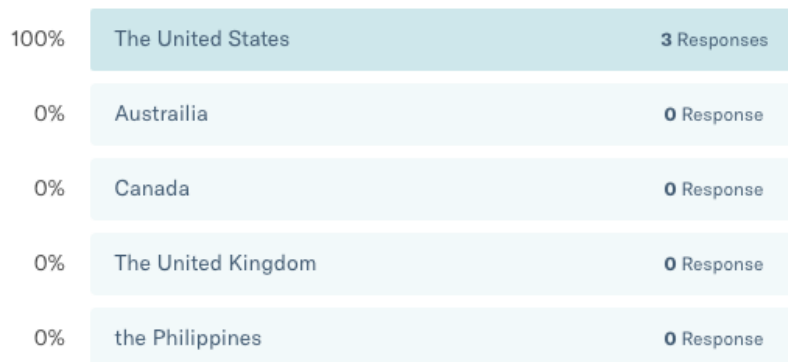 100% The United States 3 Responses
0% Austrailia 0 Response
0% Canada 0 Response
0% The United Kingdom 0 Response
0% the Philippines 0 Response